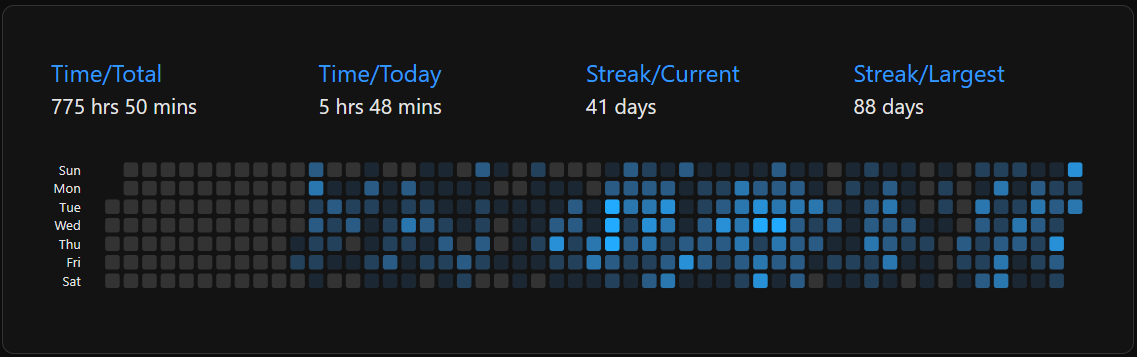 Time/Total
775 hrs 50 mins
Time/Today
5 hrs 48 mins
Streak/Current
41 days
Streak/Largest
88 days
Sun
Mon
Tue
Wed
Thu
Fri
Sat